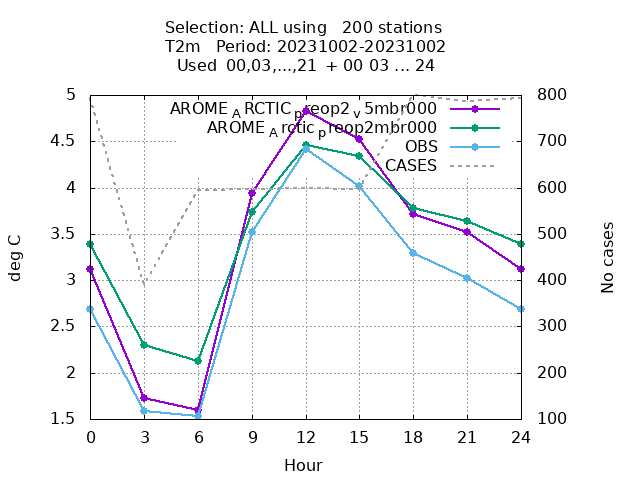 Selection: ALL using   200 stations
T2m   Period: 20231002-20231002
Used  00,03,...,21  + 00 03 ... 24
5
4.5
4
3.5
3
2.5
2
1.5
800
700
600
500
400
300
200
100
AROME_ARCTIC_preop2_v5mbr000
AROME_Arctic_preop2mbr000
OBS
CASES
deg C
No cases
0 3 6 9 12 15 18 21 24
Hour